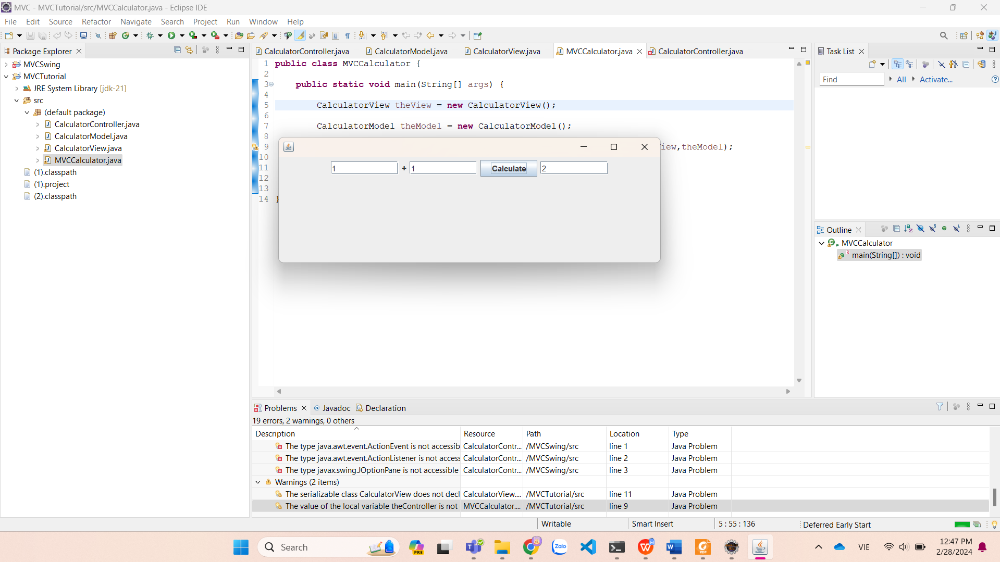 MVC - MVCTutorial/src/MVCCalculator.java - Eclipse IDE
File Edit Source Refactor Navigate Search Project Run Window Help
Package Explorer
MVCSwing
MVCTutorial
JRE System Library [jdk-21]
src
(default package)
CalculatorController.java
CalculatorModel.java
CalculatorView.java
MVCCalculator.java
(1).classpath
(1).project
(2).classpath
CalculatorController.java CalculatorModel.java CalculatorView.java MVCCalculator.java CalculatorController.java
1 public class MVCCalculator {
2
3 public static void main(String[] args) {
4
5 CalculatorView theView = new CalculatorView();
6
7 CalculatorModel theModel = new CalculatorModel();
8
9 iew,theModel);
10
11
12
13
14 }
1 + 1 Calculate 2
Task List
Find All Activate...
Outline
MVCCalculator
main(String[]) : void
Problems Javadoc Declaration
19 errors, 2 warnings, 0 others
Description Resource Path Location Type
The type java.awt.event.ActionEvent is not accessib CalculatorContr... /MVCSwing/src line 1 Java Problem
The type java.awt.event.ActionListener is not access CalculatorContr... /MVCSwing/src line 2 Java Problem
The type javax.swing.JOptionPane is not accessible CalculatorContr... /MVCSwing/src line 3 Java Problem
Warnings (2 items)
The serializable class CalculatorView does not decl CalculatorView.... /MVCTutorial/src line 11 Java Problem
The value of the local variable theController is not MVCCalculator.... /MVCTutorial/src line 9 Java Problem
Writable Smart Insert 5 : 55 : 136 Deferred Early Start
Search
PRE
Zalo
PDF
VIE
12:47 PM
2/28/2024